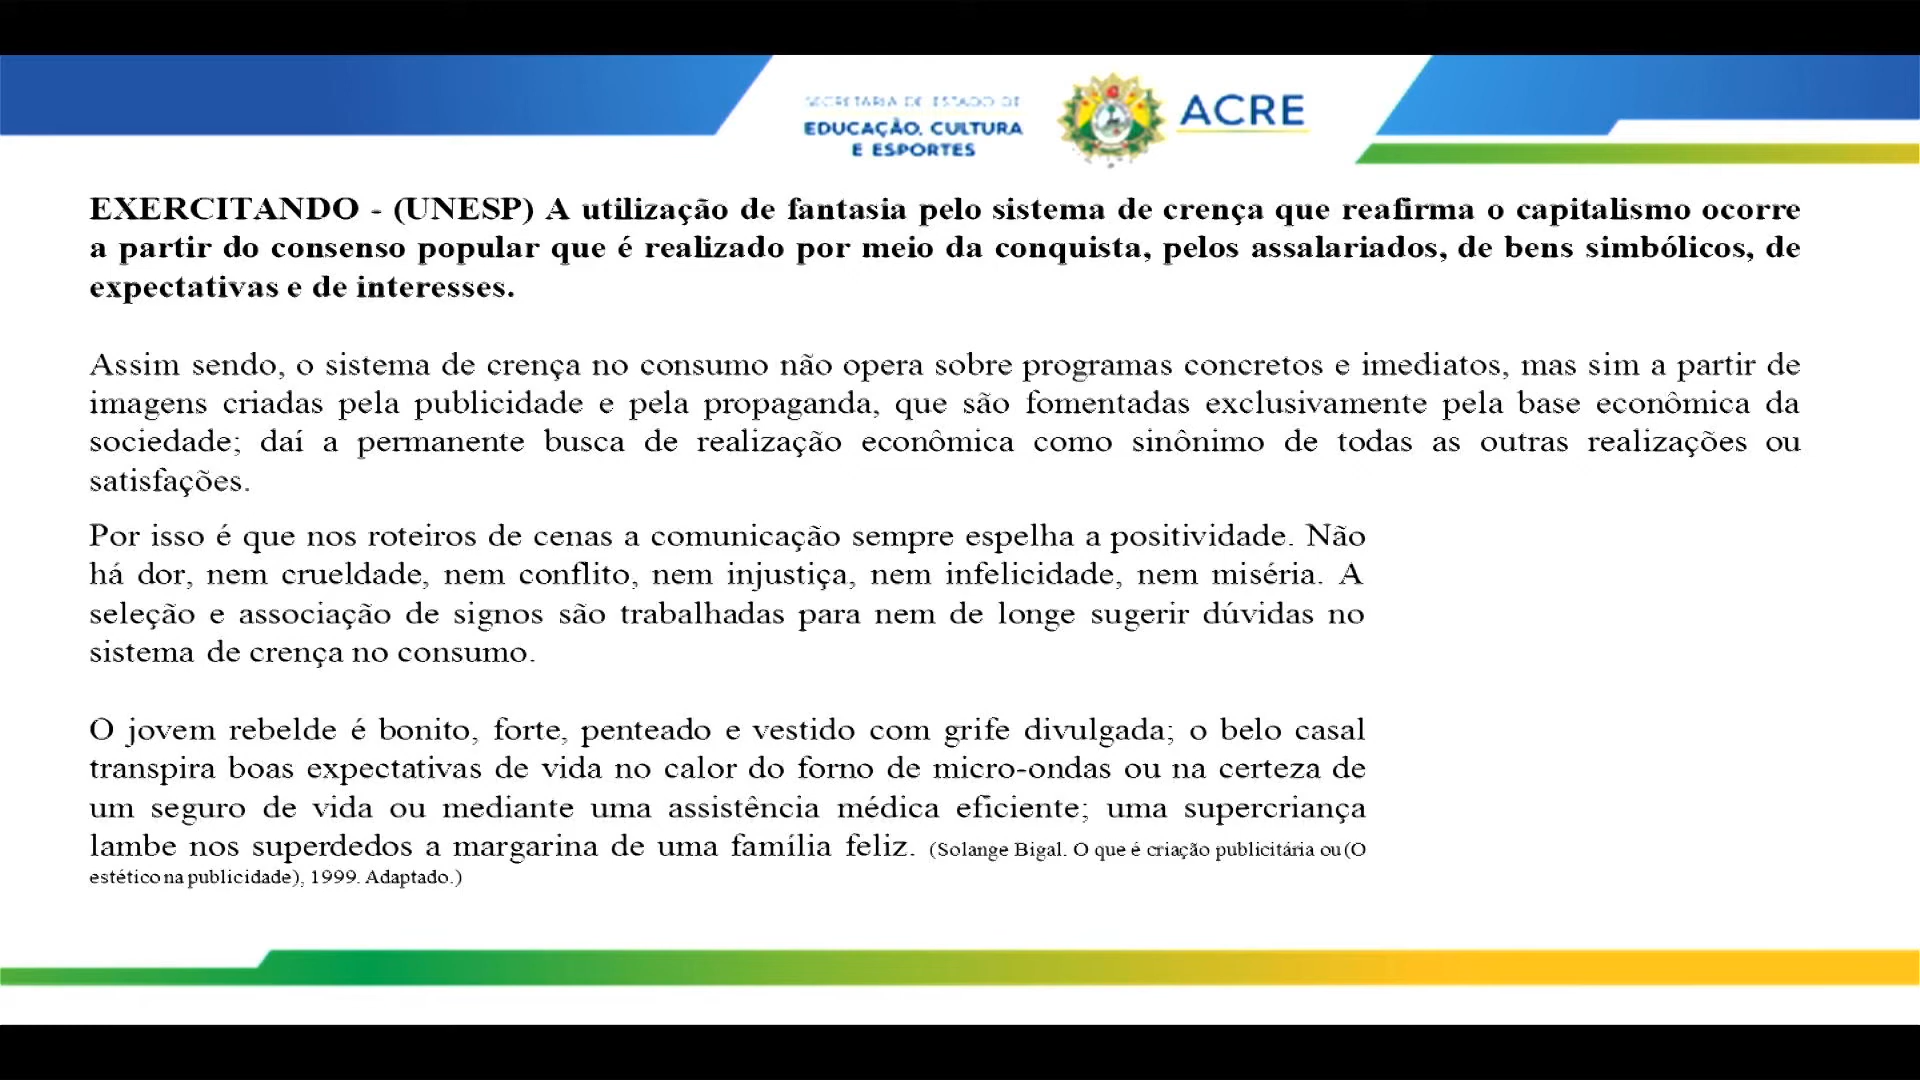 SECRETARIA DE ESTADO DE
EDUCAÇÃO, CULTURA
E ESPORTES
ACRE
EXERCITANDO - (UNESP) A utilização de fantasia pelo sistema de crença que reafirma o capitalismo ocorre
a partir do consenso popular que é realizado por meio da conquista, pelos assalariados, de bens simbólicos, de
expectativas e de interesses.
Assim sendo, o sistema de crença no consumo não opera sobre programas concretos e imediatos, mas sim a partir de
imagens criadas pela publicidade e pela propaganda, que são fomentadas exclusivamente pela base econômica da
sociedade; daí a permanente busca de realização econômica como sinônimo de todas as outras realizações ou
satisfações.
Por isso é que nos roteiros de cenas a comunicação sempre espelha a positividade. Não
há dor, nem crueldade, nem conflito, nem injustiça, nem infelicidade, nem miséria. A
seleção e associação de signos são trabalhadas para nem de longe sugerir dúvidas no
sistema de crença no consumo.
O jovem rebelde é bonito, forte, penteado e vestido com grife divulgada; o belo casal
transpira boas expectativas de vida no calor do forno de micro-ondas ou na certeza de
um seguro de vida ou mediante uma assistência médica eficiente; uma supercriança
lambe nos superdedos a margarina de uma família feliz. (Solange Bigal. O que é criação publicitária ou (O
estético na publicidade), 1999. Adaptado.)